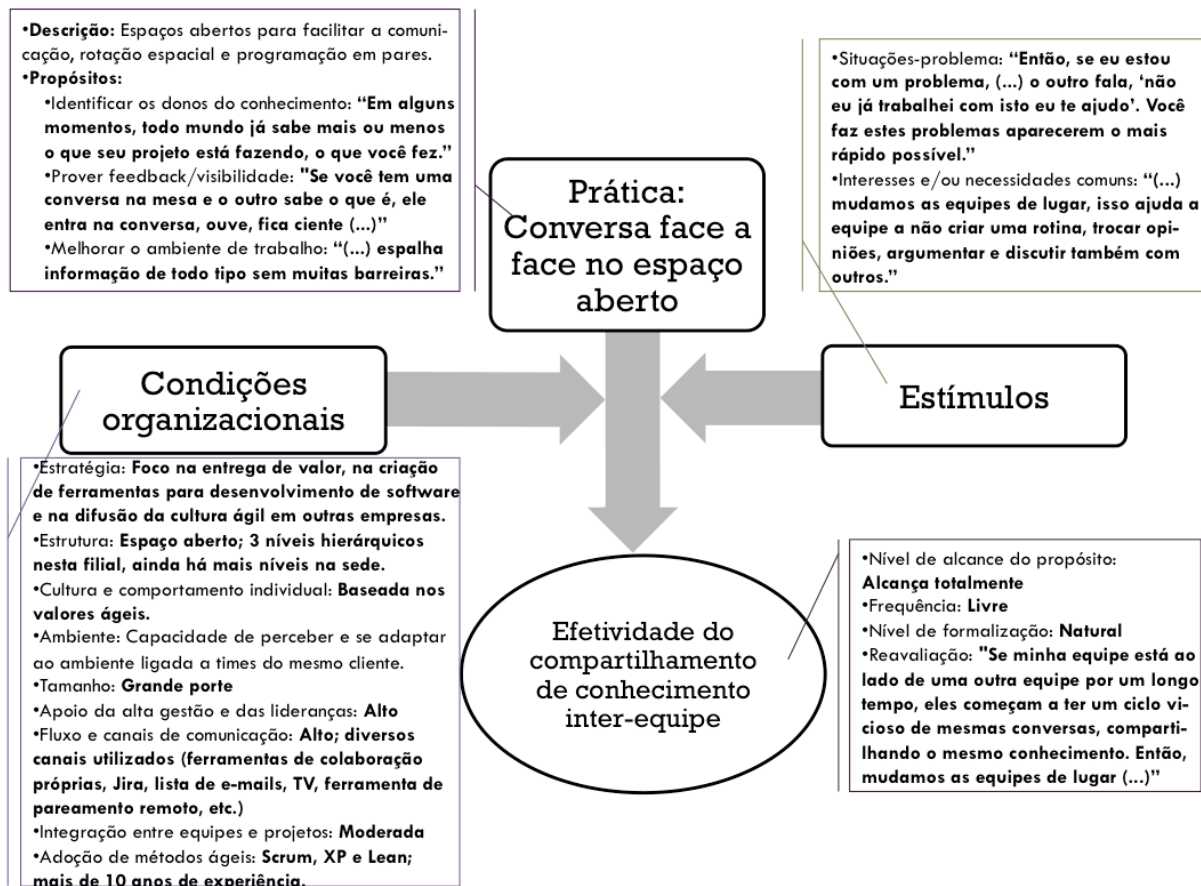 •Descrição: Espaços abertos para facilitar a comuni-
cação, rotação espacial e programação em pares.
•Propósitos:
•Identificar os donos do conhecimento: “Em alguns
momentos, todo mundo já sabe mais ou menos
o que seu projeto está fazendo, o que você fez.”
•Prover feedback/visibilidade: "Se você tem uma
conversa na mesa e o outro sabe o que é, ele
entra na conversa, ouve, fica ciente (...)”
•Melhorar o ambiente de trabalho: “(...) espalha
informação de todo tipo sem muitas barreiras.”
Prática:
Conversa face a
face no espaço
aberto
•Situações-problema: “Então, se eu estou
com um problema, (...) o outro fala, ‘não
eu já trabalhei com isto eu te ajudo’. Você
faz estes problemas aparecerem o mais
rápido possível.”
•Interesses e/ou necessidades comuns: “(...)
mudamos as equipes de lugar, isso ajuda a
equipe a não criar uma rotina, trocar opi-
niões, argumentar e discutir também com
outros.”
Condições
organizacionais
Estímulos
•Estratégia: Foco na entrega de valor, na criação
de ferramentas para desenvolvimento de software
e na difusão da cultura ágil em outras empresas.
•Estrutura: Espaço aberto; 3 níveis hierárquicos
nesta filial, ainda há mais níveis na sede.
•Cultura e comportamento individual: Baseada nos
valores ágeis.
•Ambiente: Capacidade de perceber e se adaptar
ao ambiente ligada a times do mesmo cliente.
•Tamanho: Grande porte
•Apoio da alta gestão e das lideranças: Alto
•Fluxo e canais de comunicação: Alto; diversos
canais utilizados (ferramentas de colaboração
próprias, Jira, lista de e-mails, TV, ferramenta de
pareamento remoto, etc.)
•Integração entre equipes e projetos: Moderada
•Adoção de métodos ágeis: Scrum, XP e Lean;
mais de 10 anos de experiência.
Efetividade do
compartilhamento
de conhecimento
inter-equipe
•Nível de alcance do propósito:
Alcança totalmente
•Frequência: Livre
•Nível de formalização: Natural
•Reavaliação: "Se minha equipe está ao
lado de uma outra equipe por um longo
tempo, eles começam a ter um ciclo vi-
cioso de mesmas conversas, comparti-
lhando o mesmo conhecimento. Então,
mudamos as equipes de lugar (...)”